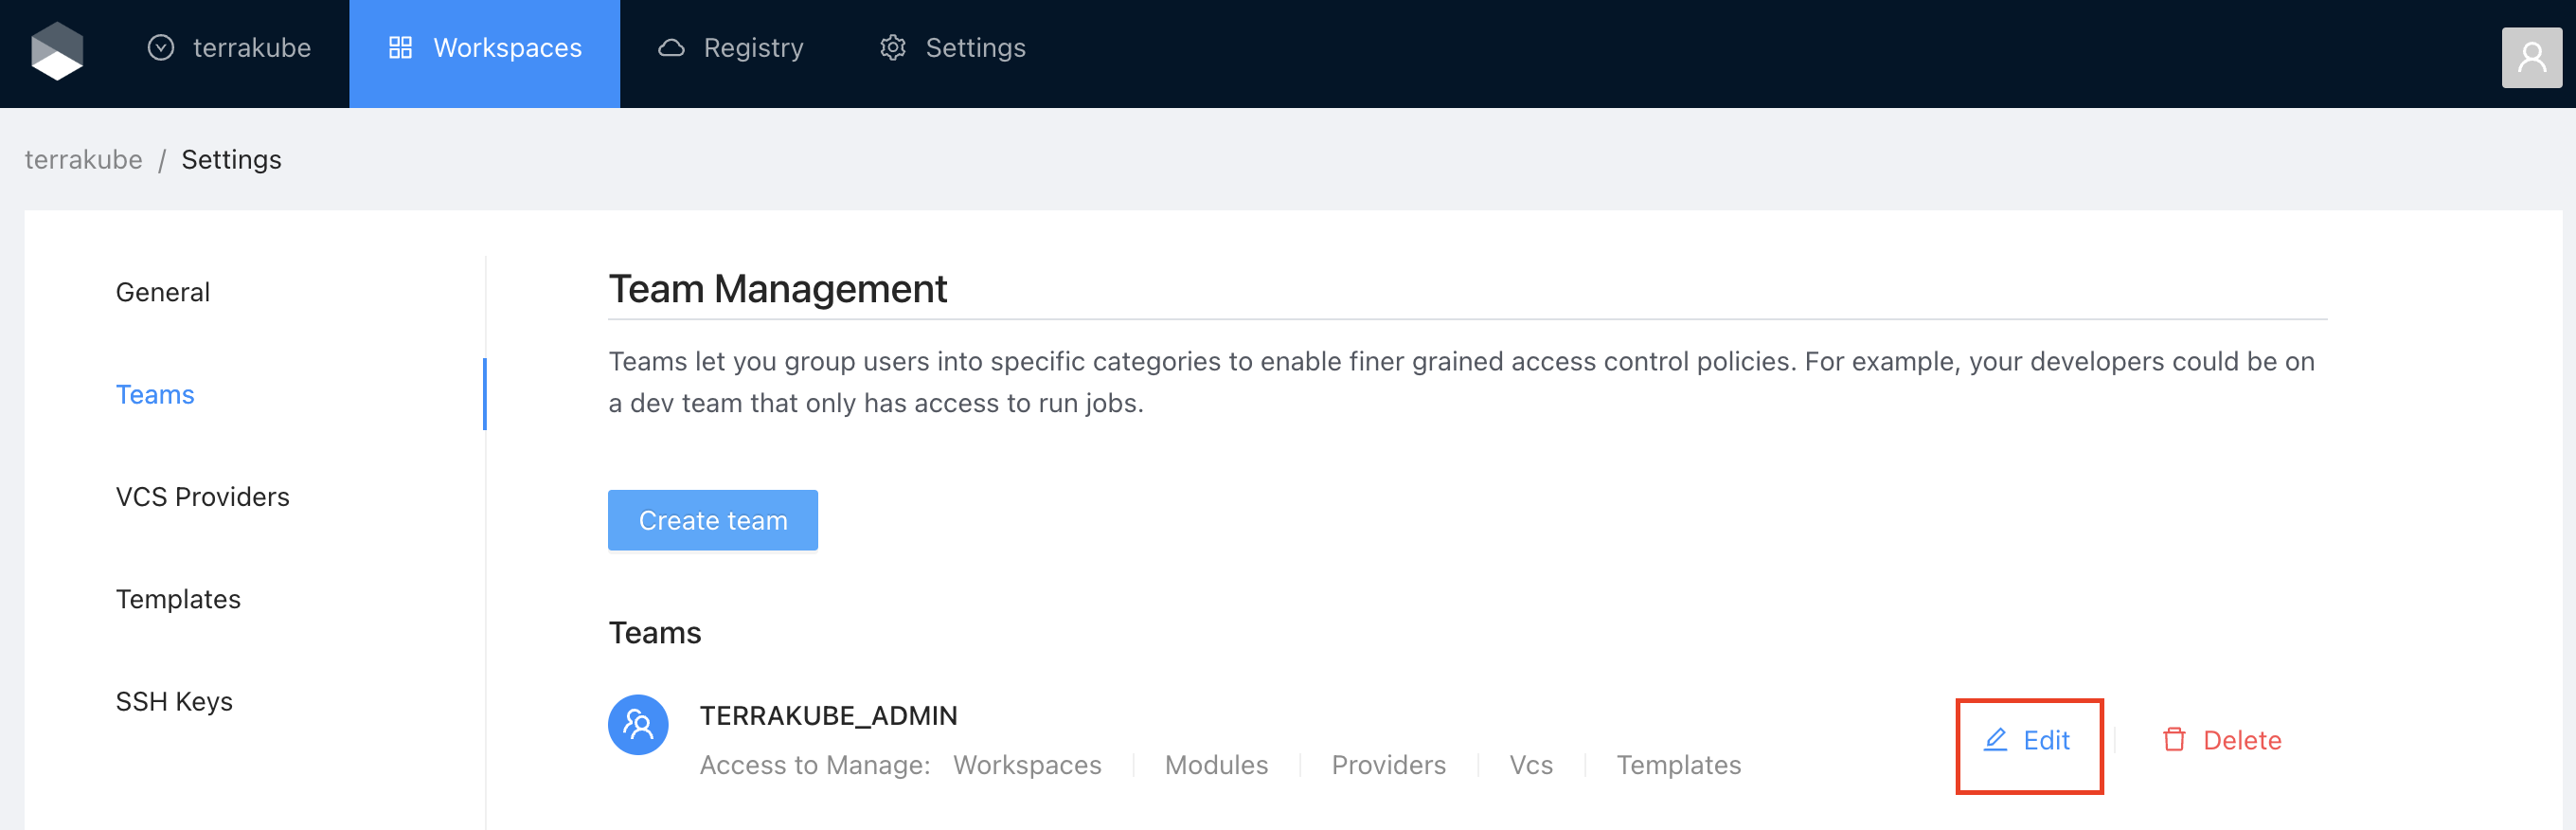 terrakube Workspaces Registry Settings
terrakube / Settings
General
Teams
VCS Providers
Templates
SSH Keys
Team Management
Teams let you group users into specific categories to enable finer grained access control policies. For example, your developers could be on
a dev team that only has access to run jobs.
Create team
Teams
TERRAKUBE_ADMIN
Access to Manage: Workspaces Modules Providers Vcs Templates
Edit Delete